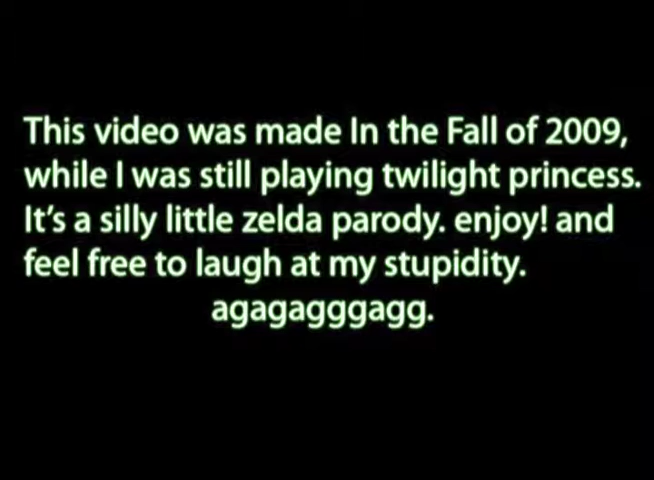 This video was made In the Fall of 2009,
while I was still playing twilight princess.
It's a silly little zelda parody. enjoy! and
feel free to laugh at my stupidity.
agagagggagg.